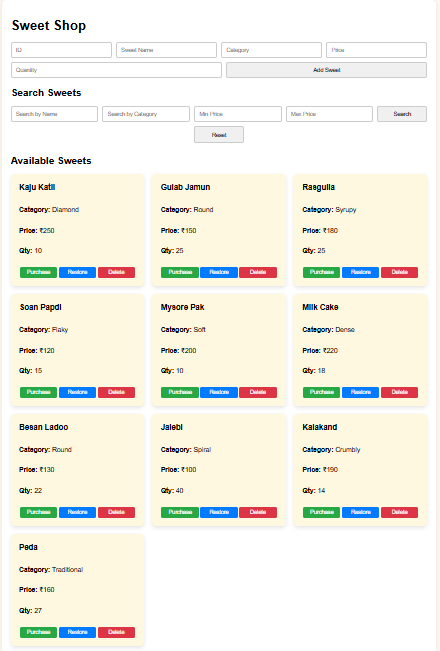 Sweet Shop
ID Sweet Name Category Price
Quantity Add Sweet
Search Sweets
Search by Name Search by Category Min Price Max Price Search
Reset
Available Sweets
Kaju Katli Gulab Jamun Rasgulla
Category: Diamond Category: Round Category: Syrupy
Price: ₹250 Price: ₹150 Price: ₹180
Qty: 10 Qty: 25 Qty: 25
Purchase Restore Delete Purchase Restore Delete Purchase Restore Delete
Soan Papdi Mysore Pak Milk Cake
Category: Flaky Category: Soft Category: Dense
Price: ₹120 Price: ₹200 Price: ₹220
Qty: 15 Qty: 10 Qty: 18
Purchase Restore Delete Purchase Restore Delete Purchase Restore Delete
Besan Ladoo Jalebi Kalakand
Category: Round Category: Spiral Category: Crumbly
Price: ₹130 Price: ₹100 Price: ₹190
Qty: 22 Qty: 40 Qty: 14
Purchase Restore Delete Purchase Restore Delete Purchase Restore Delete
Peda
Category: Traditional
Price: ₹160
Qty: 27
Purchase Restore Delete